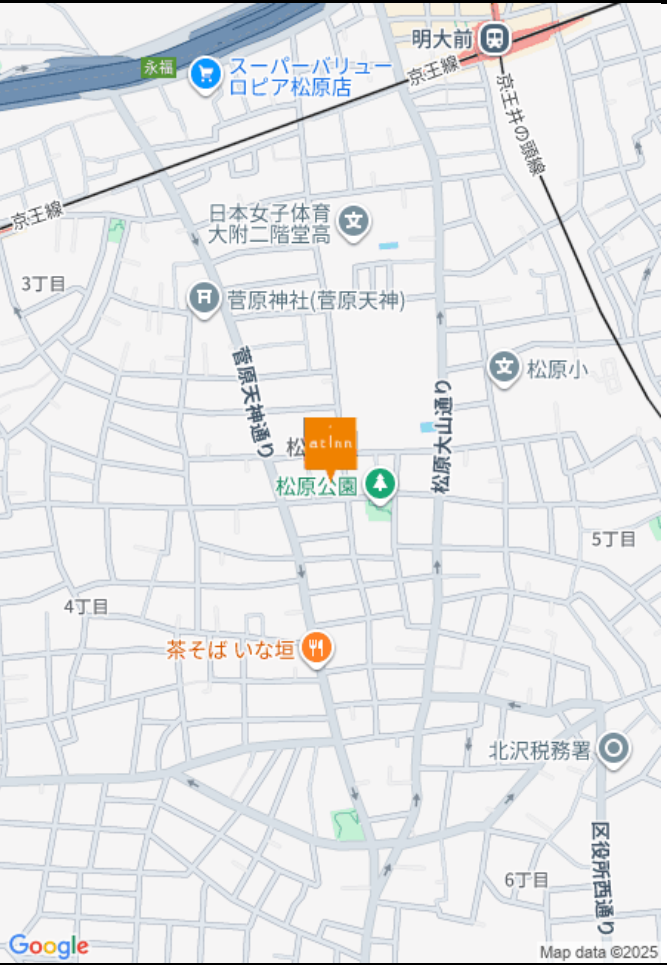 明大前
永福
スーパーバリュー
ロピア松原店
京王線
京王井の頭線
京王線
日本女子体育
大附二階堂高
3丁目
菅原神社(菅原天神)
松原小
菅原天神通り
松原大山通り
松
atInn
松原公園
5丁目
4丁目
茶そば いな垣
北沢税務署
区役所西通り
6丁目
Google
Map data ©2025